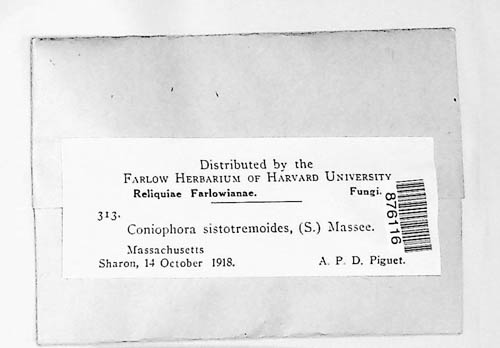 Distributed by the
FARLOW HERBARIUM OF HARVARD UNIVERSITY
Reliquiae Farlowianae. Fungi.
313.
Coniophora sistotremoides, (S.) Massee.
Massachusetts
Sharon, 14 October 1918. A. P. D. Piguet.
876116